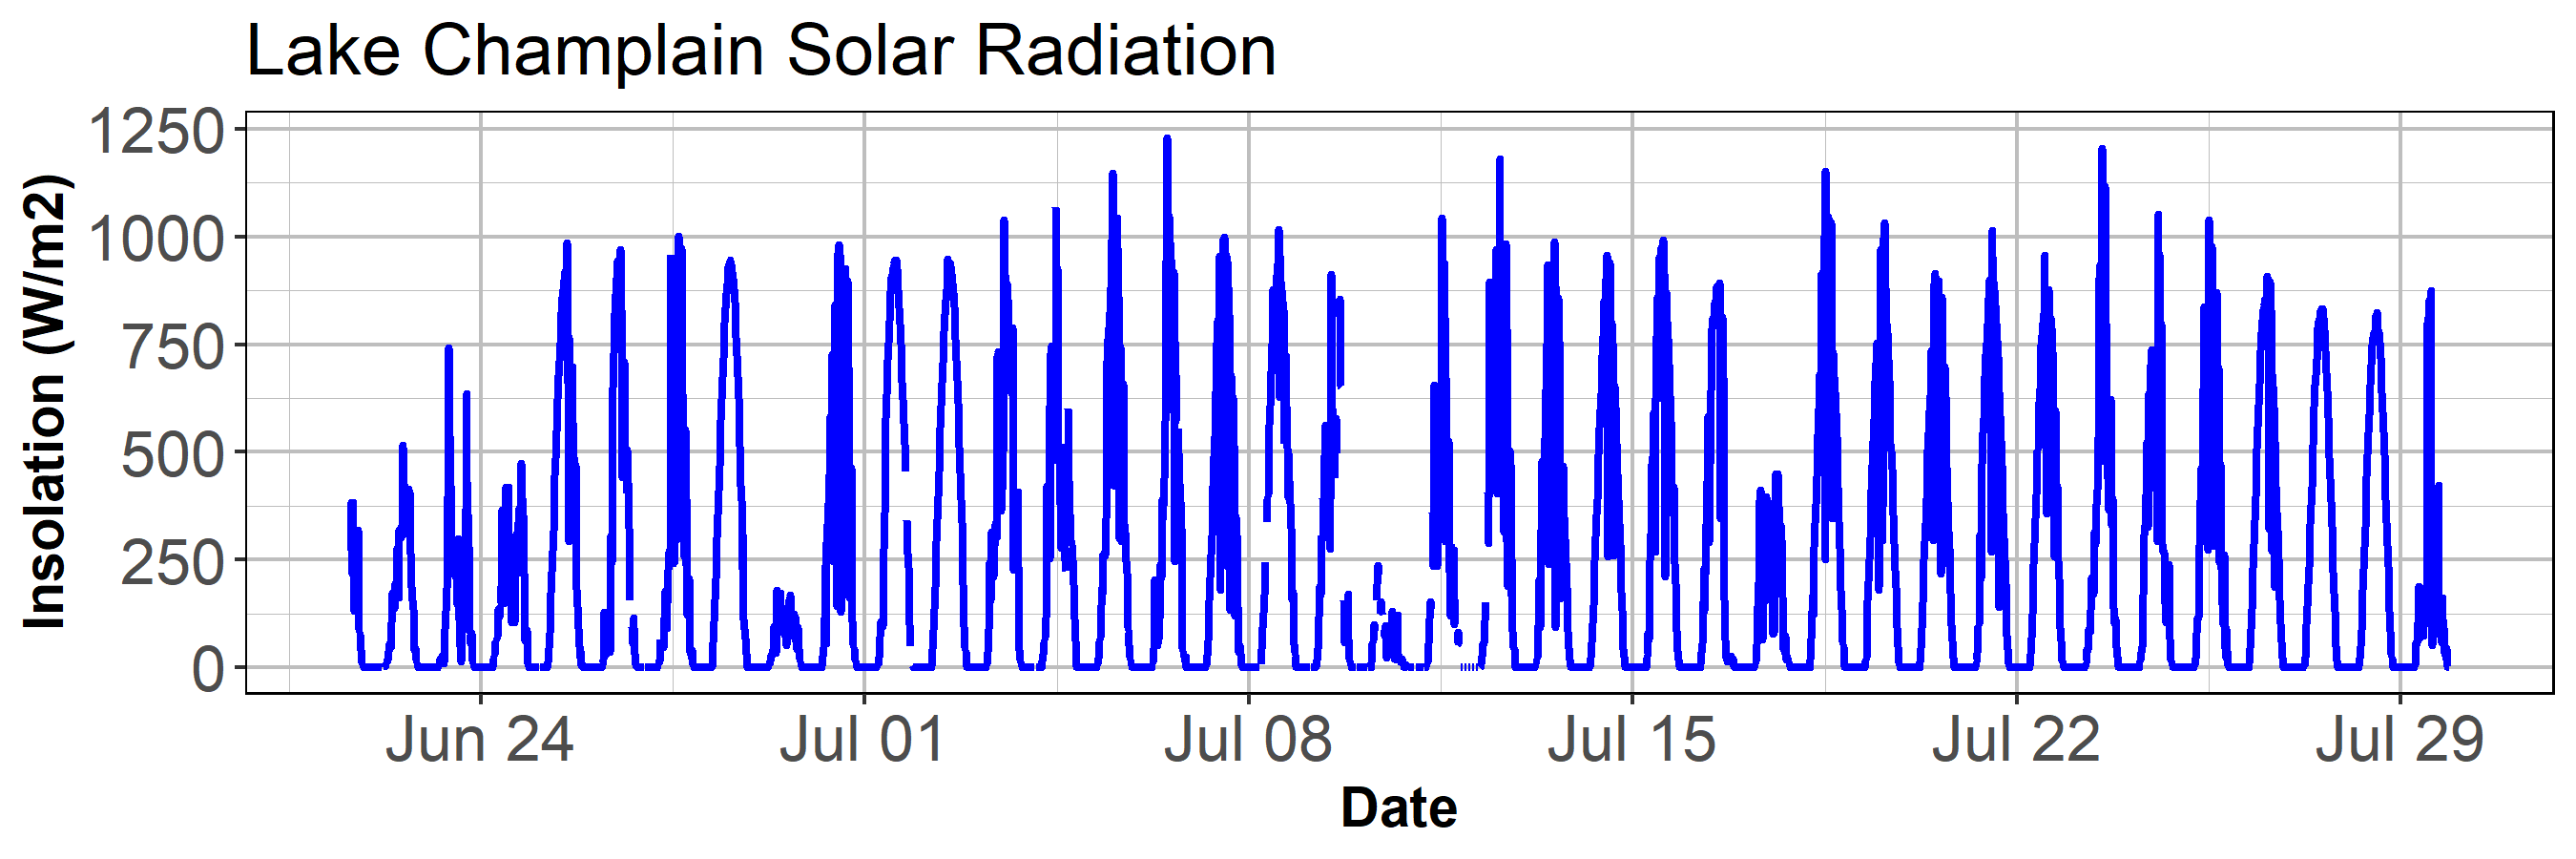 Lake Champlain Solar Radiation
1250
1000
750
500
250
0
Insolation (W/m2)
Jun 24 Jul 01 Jul 08 Jul 15 Jul 22 Jul 29
Date